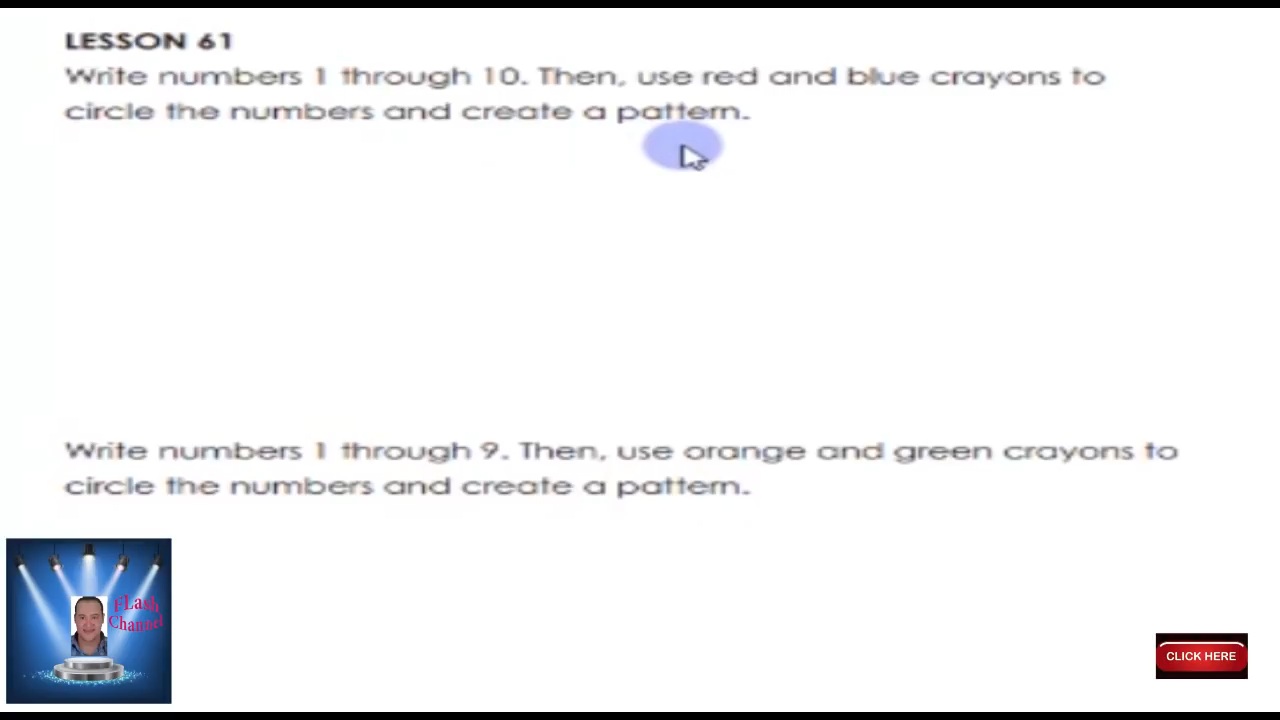 LESSON 61
Write numbers 1 through 10. Then, use red and blue crayons to
circle the numbers and create a pattern.
Write numbers 1 through 9. Then, use orange and green crayons to
circle the numbers and create a pattern.
FLash
Channel
CLICK HERE